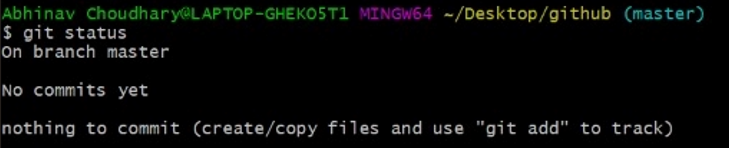 Abhinav Choudhary@LAPTOP-GHEKO5T1 MINGW64 ~/Desktop/github (master)
$ git status
On branch master
No commits yet
nothing to commit (create/copy files and use "git add" to track)